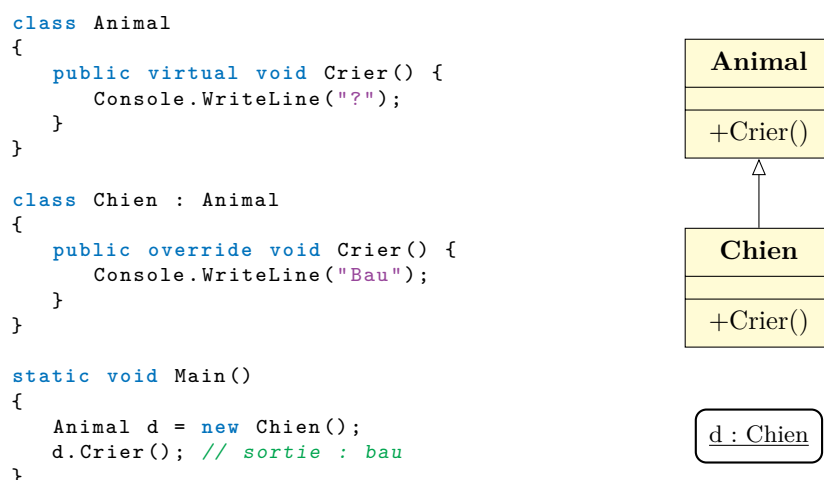 class Animal
{
public virtual void Crier() {
Console.WriteLine("?");
}
}
class Chien : Animal
{
public override void Crier() {
Console.WriteLine("Bau");
}
}
static void Main()
{
Animal d = new Chien();
d.Crier(); // sortie : bau
}
Animal
+Crier()
Chien
+Crier()
d : Chien